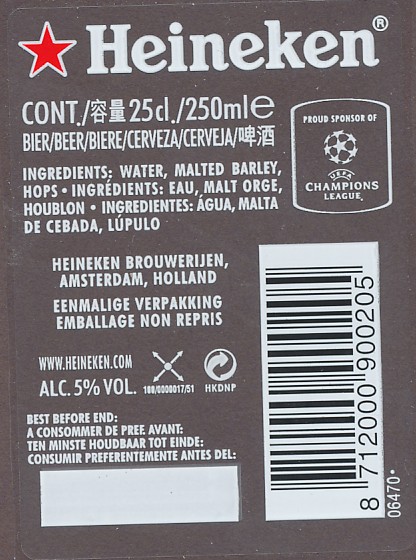 Heineken®
CONT./容量 25cl./250ml℮
BIER/BEER/BIERE/CERVEZA/CERVEJA/啤酒
INGREDIENTS: WATER, MALTED BARLEY,
HOPS • INGRÉDIENTS: EAU, MALT ORGE,
HOUBLON • INGREDIENTES: ÁGUA, MALTA
DE CEBADA, LÚPULO
PROUD SPONSOR OF
UEFA
CHAMPIONS
LEAGUE
HEINEKEN BROUWERIJEN,
AMSTERDAM, HOLLAND
EENMALIGE VERPAKKING
EMBALLAGE NON REPRIS
WWW.HEINEKEN.COM
ALC. 5% VOL.
108/0000017/51
HKDNP
BEST BEFORE END:
A CONSOMMER DE PREF. AVANT:
TEN MINSTE HOUDBAAR TOT EINDE:
CONSUMIR PREFERENTEMENTE ANTES DEL:
8 712000 900205
06470•